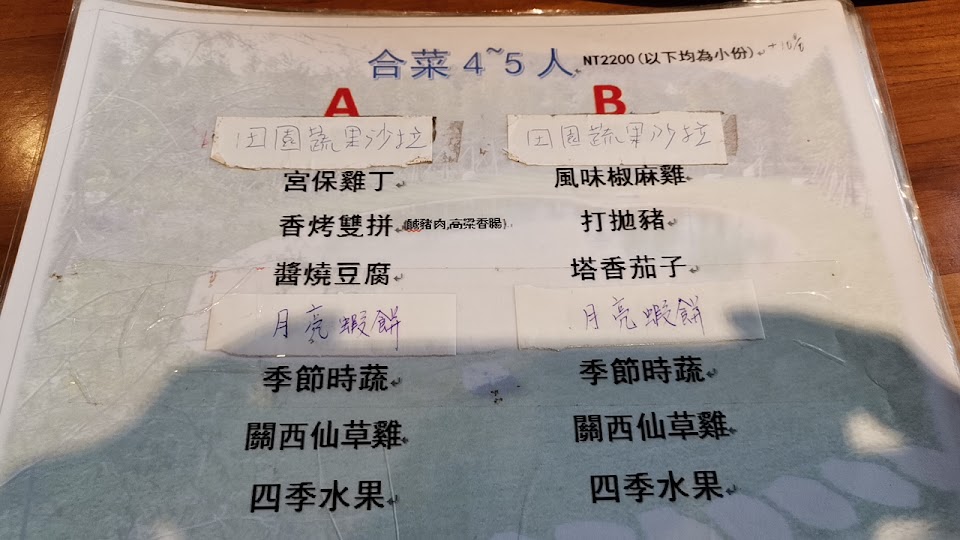 合菜 4~5 人 NT2200(以下均為小份)
A B
田園蔬果沙拉 田園蔬果沙拉
宮保雞丁 風味椒麻雞
香烤雙拼(鹹豬肉,高梁香腸) 打拋豬
醬燒豆腐 塔香茄子
月亮蝦餅 月亮蝦餅
季節時蔬 季節時蔬
關西仙草雞 關西仙草雞
四季水果 四季水果